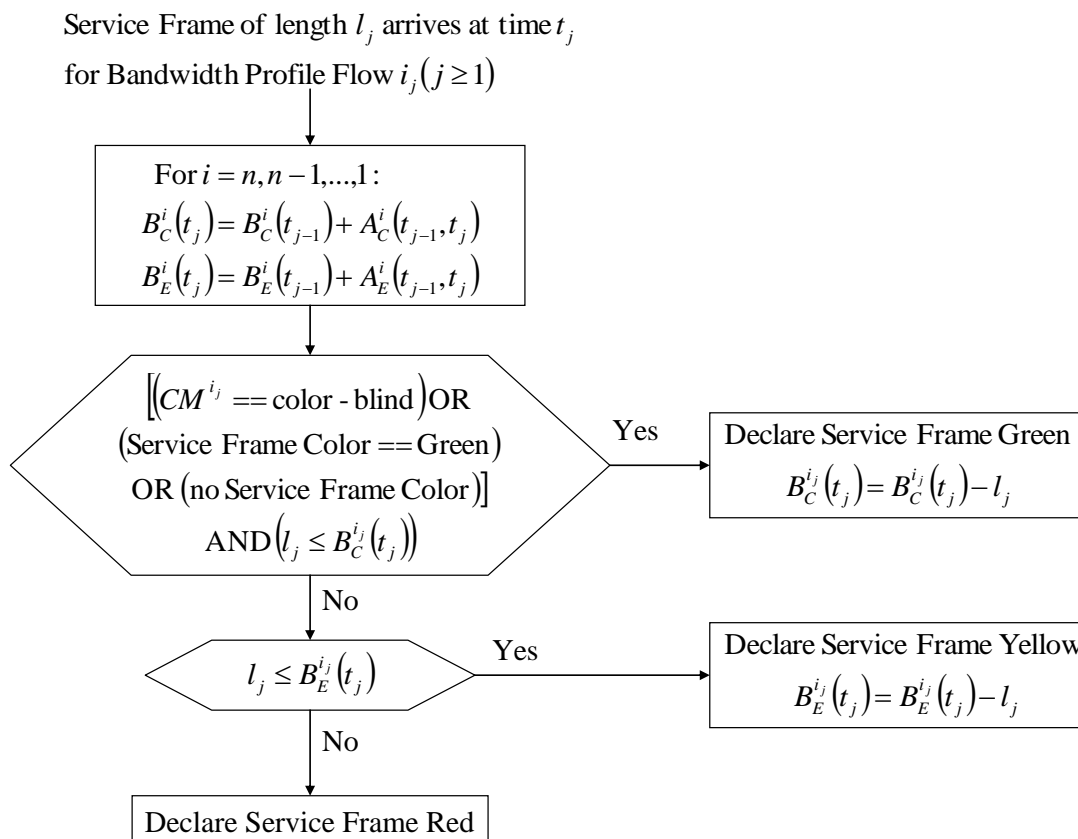 Service Frame of length l_j arrives at time t_j
for Bandwidth Profile Flow i_j (j ≥ 1)
For i = n, n − 1,...,1:
B_C^i(t_j) = B_C^i(t_{j−1}) + A_C^i(t_{j−1}, t_j)
B_E^i(t_j) = B_E^i(t_{j−1}) + A_E^i(t_{j−1}, t_j)
[(CM^{i_j} == color - blind) OR
(Service Frame Color == Green)
OR (no Service Frame Color)]
AND (l_j ≤ B_C^{i_j}(t_j))
Yes
Declare Service Frame Green
B_C^{i_j}(t_j) = B_C^{i_j}(t_j) − l_j
No
l_j ≤ B_E^{i_j}(t_j)
Yes
Declare Service Frame Yellow
B_E^{i_j}(t_j) = B_E^{i_j}(t_j) − l_j
No
Declare Service Frame Red